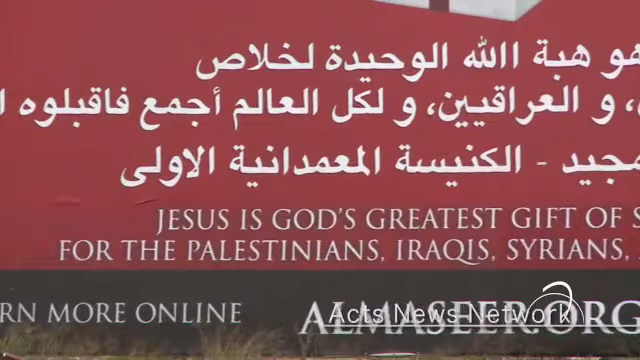 هو هبة االله الوحيدة لخلاص
، و العراقيين، و لكل العالم أجمع فاقبلوه
مجيد - الكنيسة المعمدانية الاولى
JESUS IS GOD'S GREATEST GIFT OF
FOR THE PALESTINIANS, IRAQIS, SYRIANS,
RN MORE ONLINE ALMASEER.ORG
Acts News Network